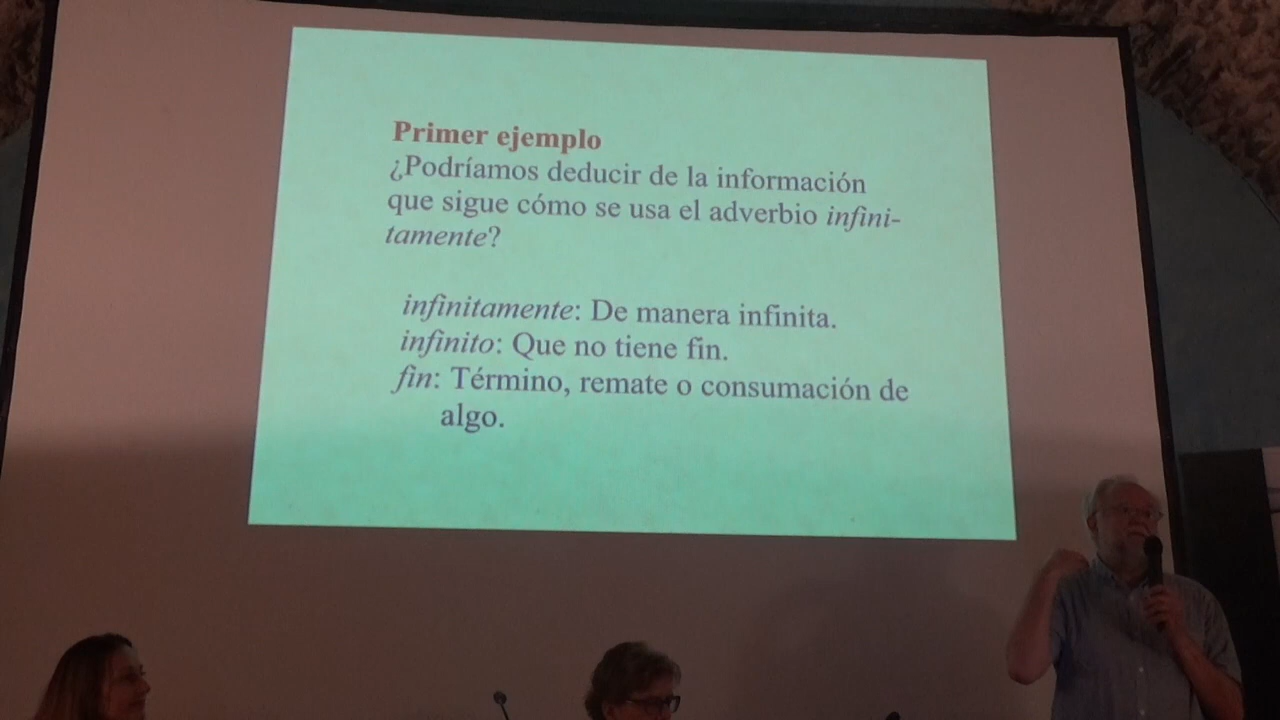 Primer ejemplo
¿Podríamos deducir de la información
que sigue cómo se usa el adverbio infini-
tamente?
infinitamente: De manera infinita.
infinito: Que no tiene fin.
fin: Término, remate o consumación de
algo.